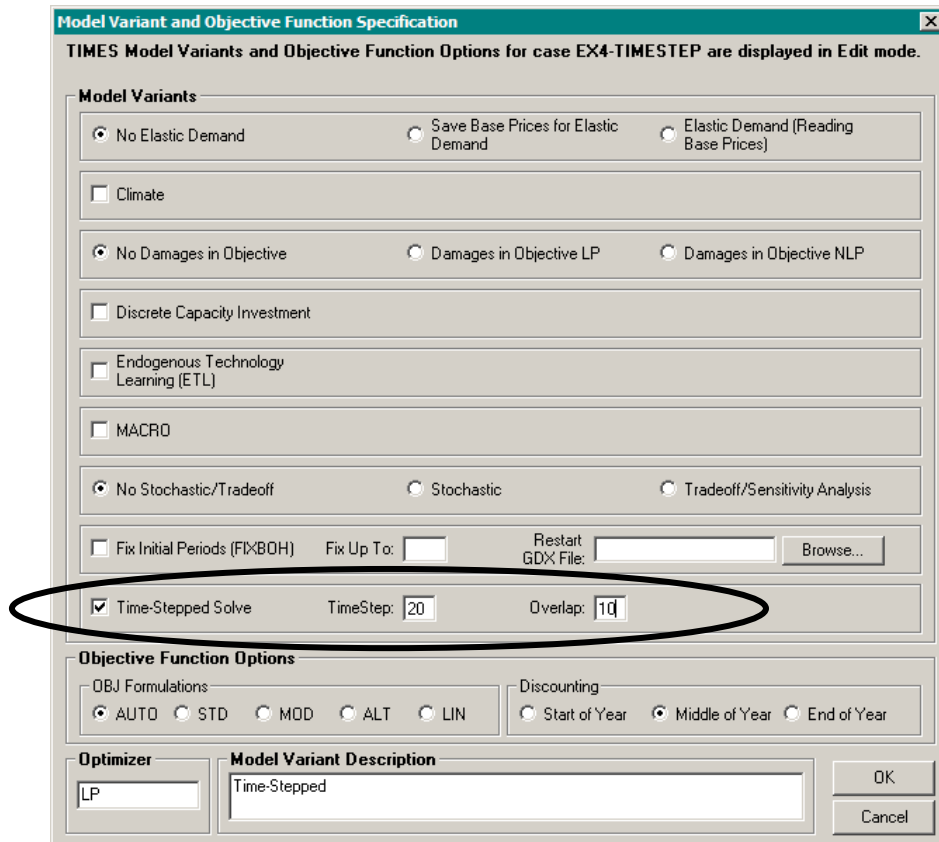 Model Variant and Objective Function Specification
TIMES Model Variants and Objective Function Options for case EX4-TIMESTEP are displayed in Edit mode.
Model Variants
No Elastic Demand
Save Base Prices for Elastic
Demand
Elastic Demand (Reading
Base Prices)
Climate
No Damages in Objective
Damages in Objective LP
Damages in Objective NLP
Discrete Capacity Investment
Endogenous Technology
Learning (ETL)
MACRO
No Stochastic/Tradeoff
Stochastic
Tradeoff/Sensitivity Analysis
Fix Initial Periods (FIXBOH)
Fix Up To:
Restart
GDX File:
Browse...
Time-Stepped Solve
TimeStep: 20
Overlap: 10
Objective Function Options
OBJ Formulations
AUTO STD MOD ALT LIN
Discounting
Start of Year Middle of Year End of Year
Optimizer
LP
Model Variant Description
Time-Stepped
OK
Cancel